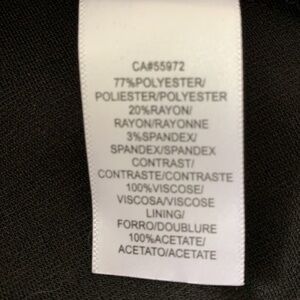 CA#55972
77%POLYESTER/
POLIESTER/POLYESTER
20%RAYON/
RAYON/RAYONNE
3%SPANDEX/
SPANDEX/SPANDEX
CONTRAST/
CONTRASTE/CONTRASTE
100%VISCOSE/
VISCOSA/VISCOSE
LINING/
FORRO/DOUBLURE
100%ACETATE/
ACETATO/ACETATE